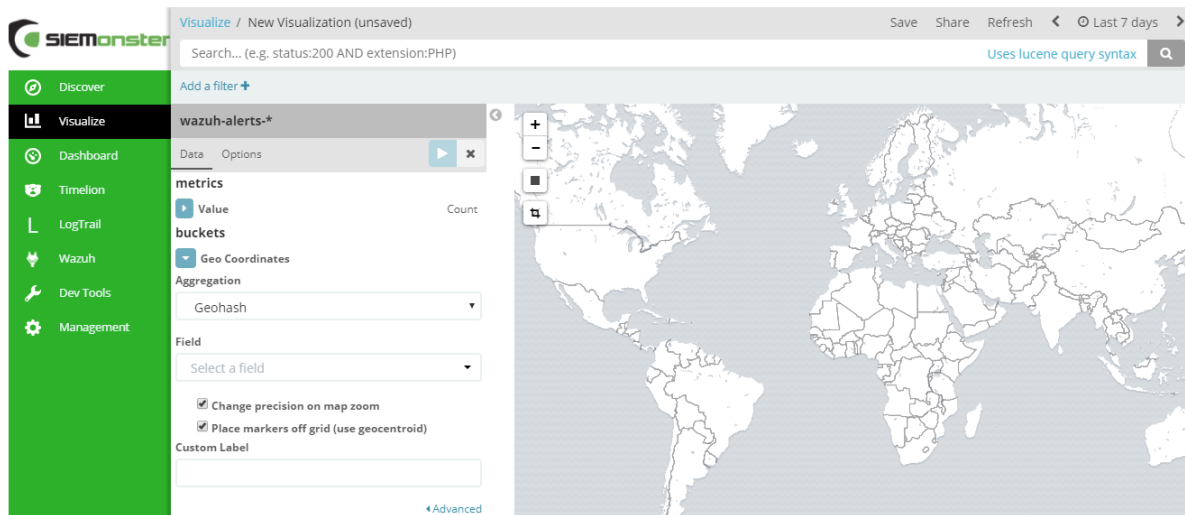 SIEMonster
Visualize / New Visualization (unsaved)
Save Share Refresh Last 7 days
Search... (e.g. status:200 AND extension:PHP)
Uses lucene query syntax
Add a filter +
Discover
Visualize
Dashboard
Timelion
LogTrail
Wazuh
Dev Tools
Management
wazuh-alerts-*
Data Options
metrics
Value Count
buckets
Geo Coordinates
Aggregation
Geohash
Field
Select a field
Change precision on map zoom
Place markers off grid (use geocentroid)
Custom Label
Advanced
+
−